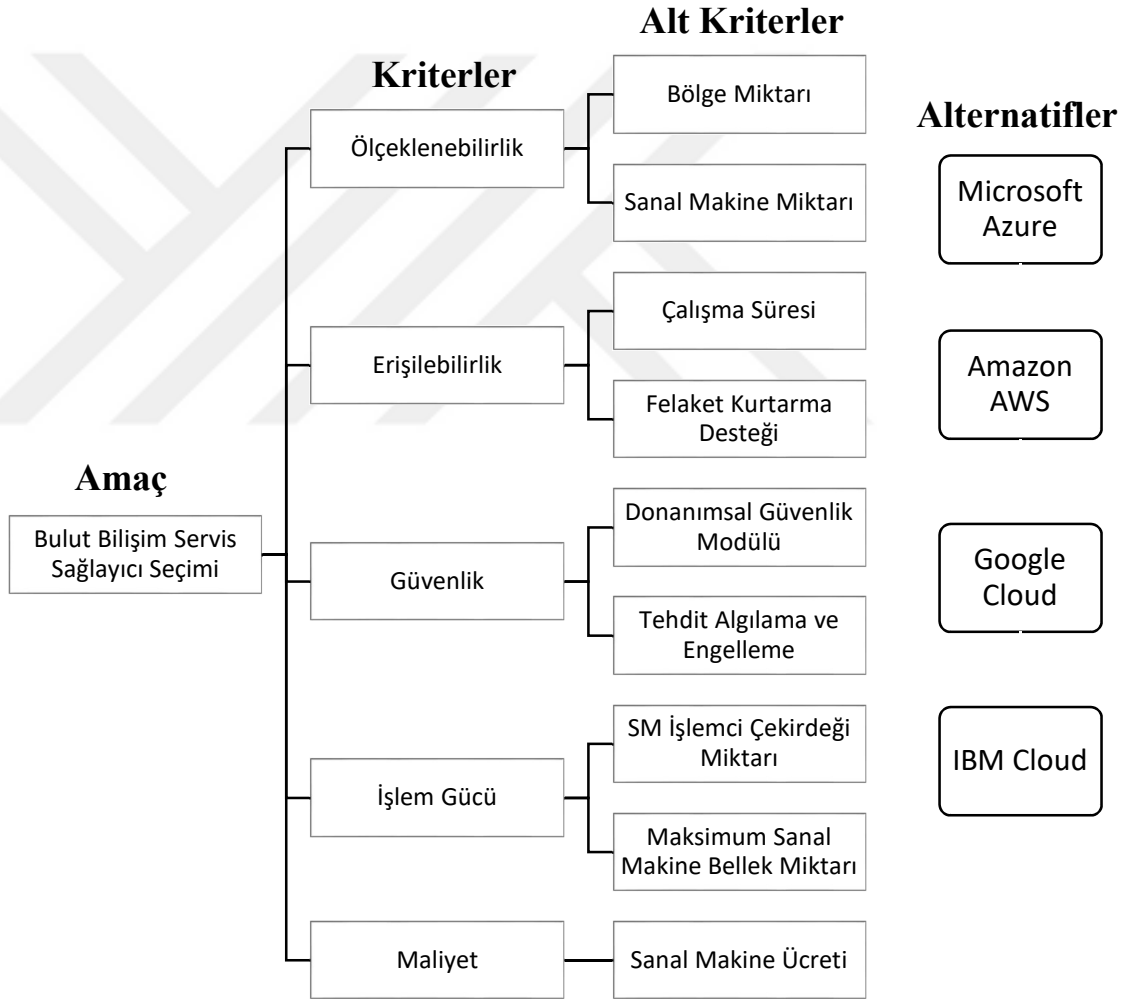 Amaç
Bulut Bilişim Servis
Sağlayıcı Seçimi
Kriterler
Ölçeklenebilirlik
Erişilebilirlik
Güvenlik
İşlem Gücü
Maliyet
Alt Kriterler
Bölge Miktarı
Sanal Makine Miktarı
Çalışma Süresi
Felaket Kurtarma
Desteği
Donanımsal Güvenlik
Modülü
Tehdit Algılama ve
Engelleme
SM İşlemci Çekirdeği
Miktarı
Maksimum Sanal
Makine Bellek Miktarı
Sanal Makine Ücreti
Alternatifler
Microsoft
Azure
Amazon
AWS
Google
Cloud
IBM Cloud